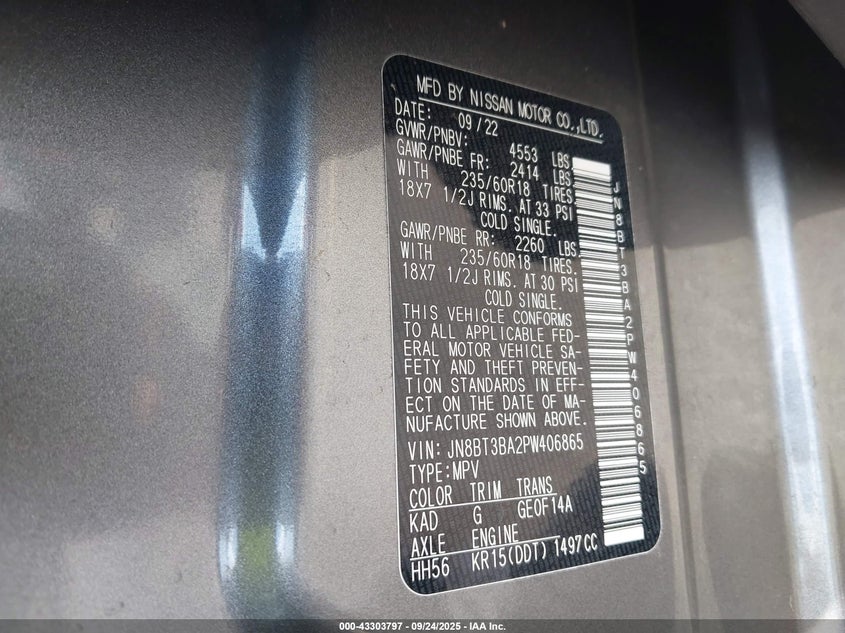 MFD BY NISSAN MOTOR CO.,LTD.
DATE: 09/22
GVWR/PNBV: 4553 LBS
GAWR/PNBE FR: 2414 LBS.
WITH 235/60R18 TIRES.
18X7 1/2J RIMS. AT 33 PSI
COLD SINGLE.
GAWR/PNBE RR: 2260 LBS.
WITH 235/60R18 TIRES.
18X7 1/2J RIMS. AT 30 PSI
COLD SINGLE.
THIS VEHICLE CONFORMS
TO ALL APPLICABLE FED-
ERAL MOTOR VEHICLE SA-
FETY AND THEFT PREVEN-
TION STANDARDS IN EFF-
ECT ON THE DATE OF MA-
NUFACTURE SHOWN ABOVE.
VIN: JN8BT3BA2PW406865
TYPE:MPV
COLOR TRIM TRANS
KAD G GE0F14A
AXLE ENGINE
HH56 KR15(DDT) 1497CC
JN8BT3BA2PW406865
000-43303797 - 09/24/2025 - IAA Inc.